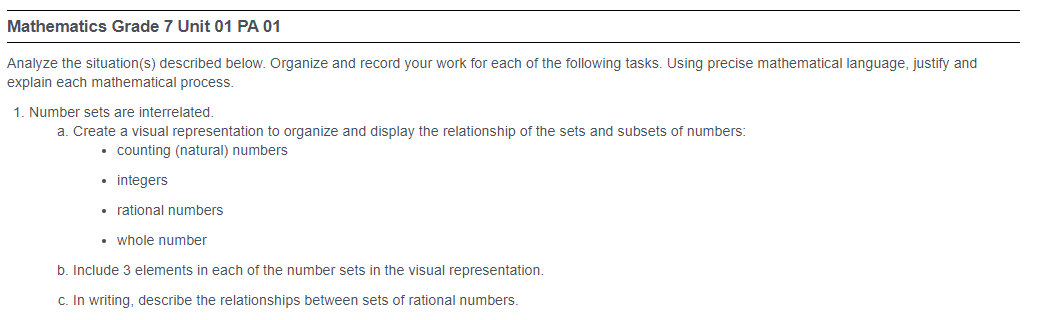 Mathematics Grade 7 Unit 01 PA 01
Analyze the situation(s) described below. Organize and record your work for each of the following tasks. Using precise mathematical language, justify and
explain each mathematical process.
1. Number sets are interrelated.
a. Create a visual representation to organize and display the relationship of the sets and subsets of numbers:
• counting (natural) numbers
• integers
• rational numbers
• whole number
b. Include 3 elements in each of the number sets in the visual representation.
c. In writing, describe the relationships between sets of rational numbers.